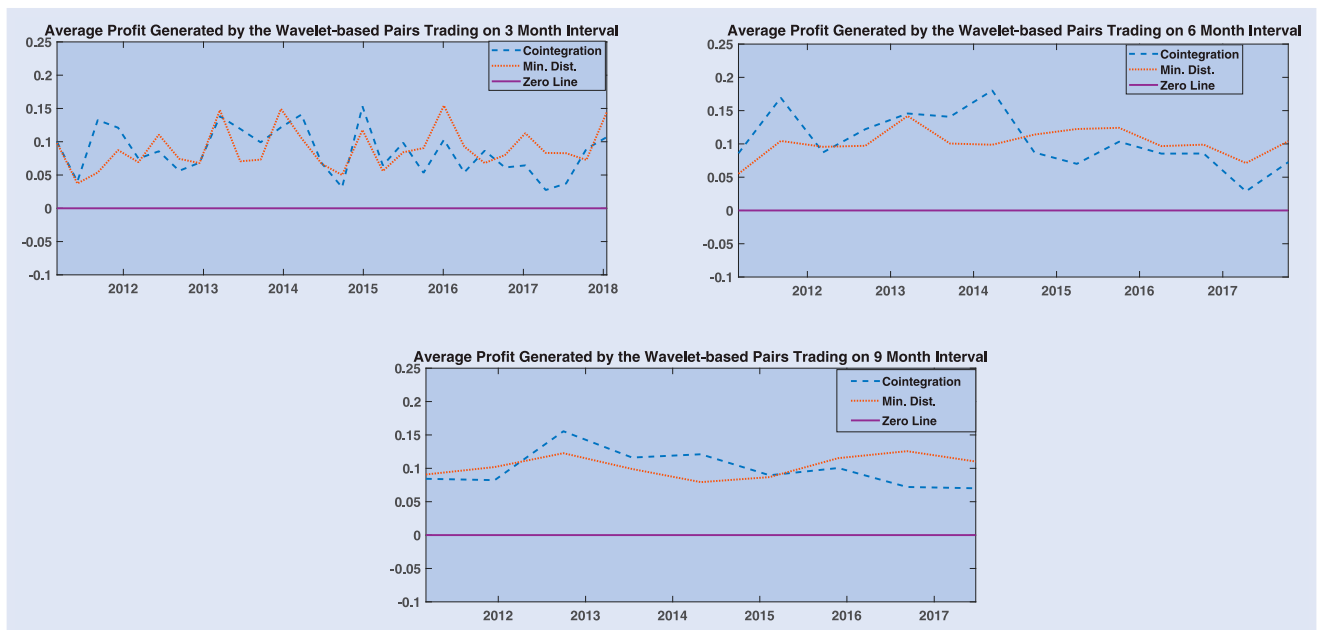 Average Profit Generated by the Wavelet-based Pairs Trading on 3 Month Interval
0.25
0.2
0.15
0.1
0.05
0
-0.05
-0.1
2012 2013 2014 2015 2016 2017 2018
Cointegration
Min. Dist.
Zero Line
Average Profit Generated by the Wavelet-based Pairs Trading on 6 Month Interval
0.25
0.2
0.15
0.1
0.05
0
-0.05
-0.1
2012 2013 2014 2015 2016 2017
Cointegration
Min. Dist.
Zero Line
Average Profit Generated by the Wavelet-based Pairs Trading on 9 Month Interval
0.25
0.2
0.15
0.1
0.05
0
-0.05
-0.1
2012 2013 2014 2015 2016 2017
Cointegration
Min. Dist.
Zero Line